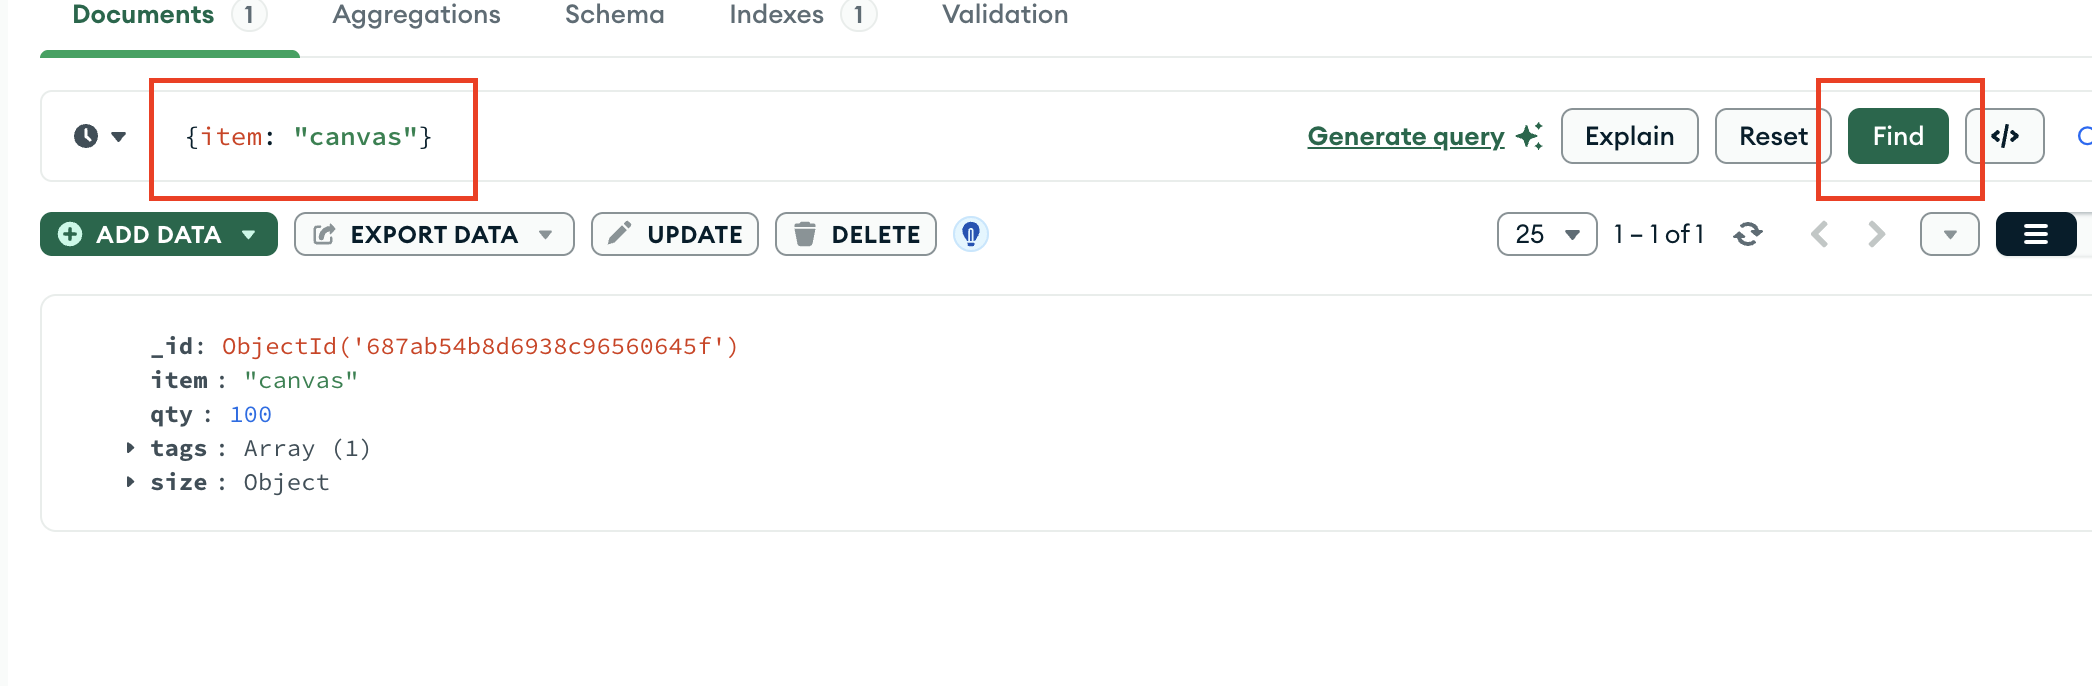 Documents 1 Aggregations Schema Indexes 1 Validation
{item: "canvas"} Generate query Explain Reset Find </>
ADD DATA EXPORT DATA UPDATE DELETE 25 1 – 1 of 1
_id: ObjectId('687ab54b8d6938c96560645f')
item : "canvas"
qty : 100
tags : Array (1)
size : Object